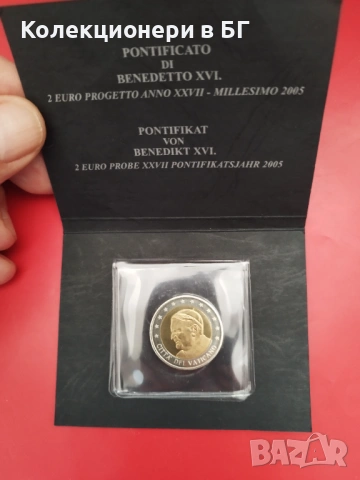 Колекционери в БГ
PONTIFICATO
DI
BENEDETTO XVI.
2 EURO PROGETTO ANNO XXVII - MILLESIMO 2005
PONTIFIKAT
VON
BENEDIKT XVI.
2 EURO PROBE XXVII PONTIFIKATSJAHR 2005
CITTA' DEL VATICANO
BAZAR